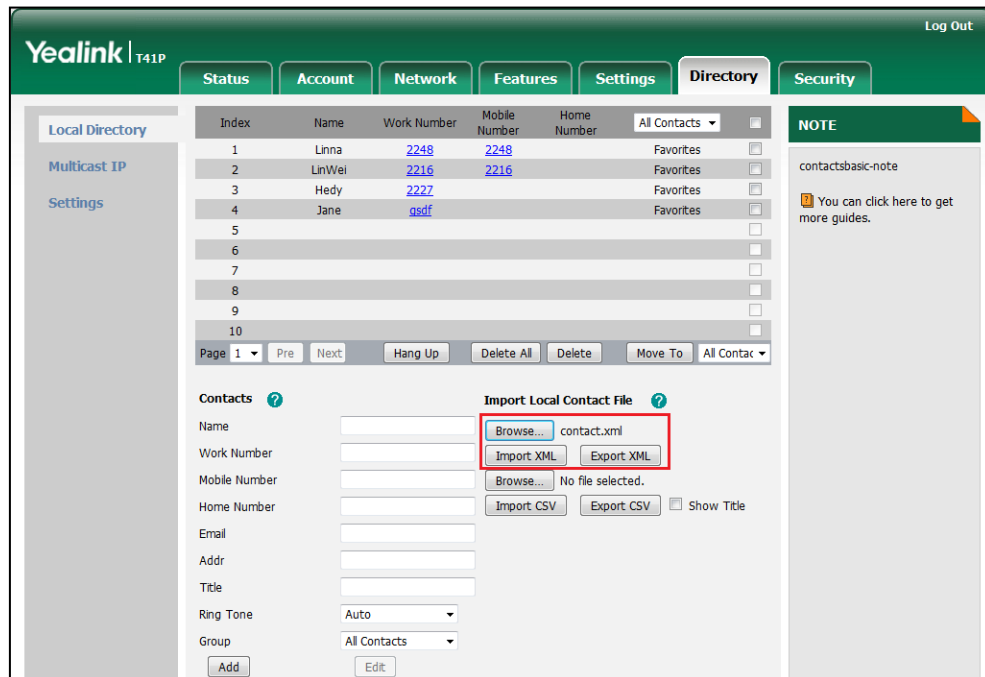 Log Out
Yealink T41P
Status Account Network Features Settings Directory Security
Local Directory
Multicast IP
Settings
Index Name Work Number Mobile Number Home Number All Contacts
1 Linna 2248 2248 Favorites
2 LinWei 2216 2216 Favorites
3 Hedy 2227 Favorites
4 Jane gsdf Favorites
5
6
7
8
9
10
Page 1 Pre Next Hang Up Delete All Delete Move To All Contac
Contacts ? Import Local Contact File ?
Name Browse... contact.xml
Work Number Import XML Export XML
Mobile Number Browse... No file selected.
Home Number Import CSV Export CSV Show Title
Email
Addr
Title
Ring Tone Auto
Group All Contacts
Add Edit
NOTE
contactsbasic-note
? You can click here to get
more guides.